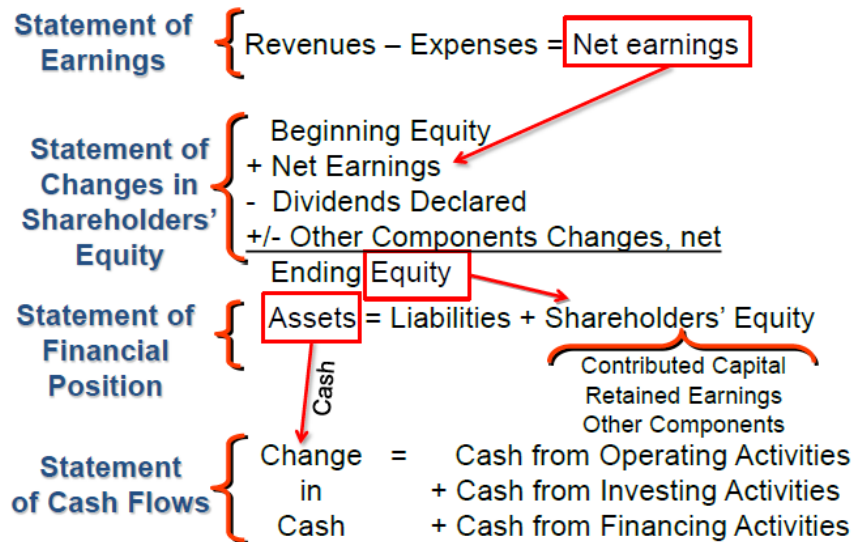 Statement of
Earnings
Revenues – Expenses = Net earnings
Statement of
Changes in
Shareholders’
Equity
Beginning Equity
+ Net Earnings
- Dividends Declared
+/- Other Components Changes, net
Ending Equity
Statement of
Financial
Position
Assets = Liabilities + Shareholders’ Equity
Contributed Capital
Retained Earnings
Other Components
Cash
Statement
of Cash Flows
Change = Cash from Operating Activities
in + Cash from Investing Activities
Cash + Cash from Financing Activities